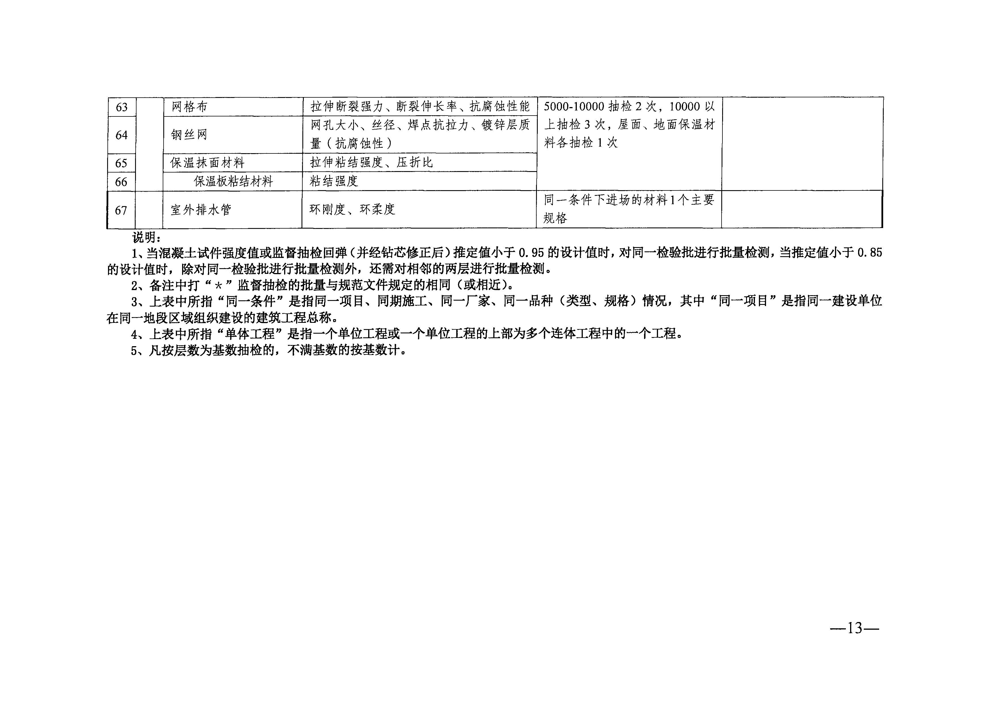 63 网格布 拉伸断裂强力、断裂伸长率、抗腐蚀性能 5000-10000 抽检 2 次，10000 以
上抽检 3 次，屋面、地面保温材
料各抽检 1 次
64 钢丝网 网孔大小、丝径、焊点抗拉力、镀锌层质
量（抗腐蚀性）
65 保温抹面材料 拉伸粘结强度、压折比
66 保温板粘结材料 粘结强度
67 室外排水管 环刚度、环柔度 同一条件下进场的材料1个主要
规格
说明：
1、当混凝土试件强度值或监督抽检回弹（并经钻芯修正后）推定值小于 0.95 的设计值时，对同一检验批进行批量检测，当推定值小于 0.85
的设计值时，除对同一检验批进行批量检测外，还需对相邻的两层进行批量检测。
2、备注中打“＊”监督抽检的批量与规范文件规定的相同（或相近）。
3、上表中所指“同一条件”是指同一项目、同期施工、同一厂家、同一品种（类型、规格）情况，其中“同一项目”是指同一建设单位
在同一地段区域组织建设的建筑工程总称。
4、上表中所指“单体工程”是指一个单位工程或一个单位工程的上部为多个连体工程中的一个工程。
5、凡按层数为基数抽检的，不满基数的按基数计。
—13—